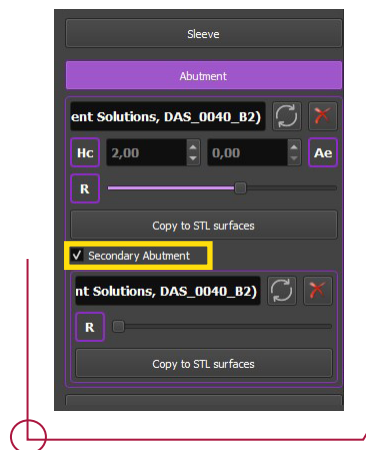 Sleeve
Abutment
ent Solutions, DAS_0040_B2)
Hc 2,00 0,00 Ae
R
Copy to STL surfaces
Secondary Abutment
nt Solutions, DAS_0040_B2)
R
Copy to STL surfaces